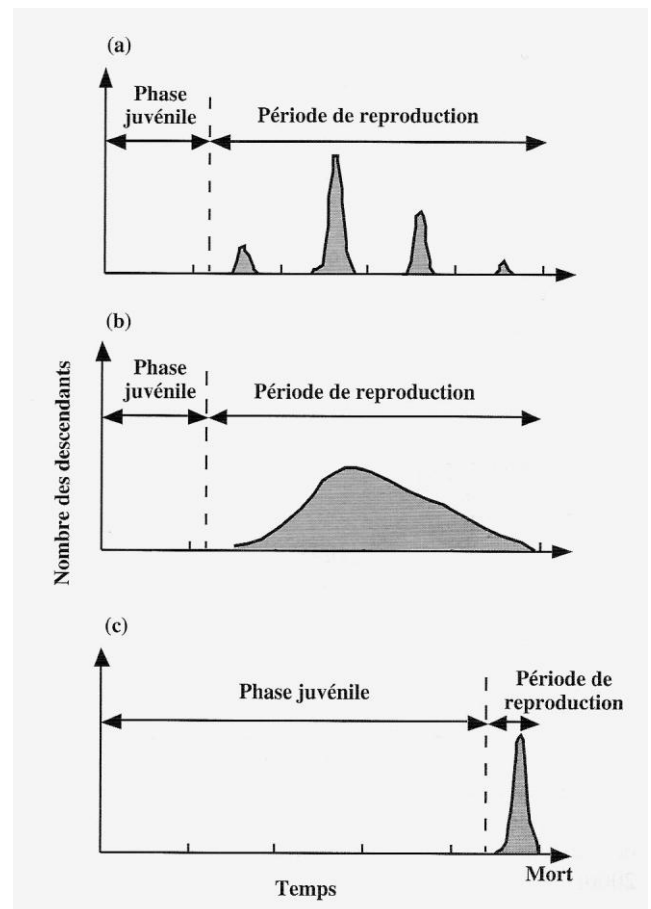 (a)
Phase
juvénile
Période de reproduction
(b)
Phase
juvénile
Période de reproduction
Nombre des descendants
(c)
Phase juvénile
Période de
reproduction
Mort
Temps